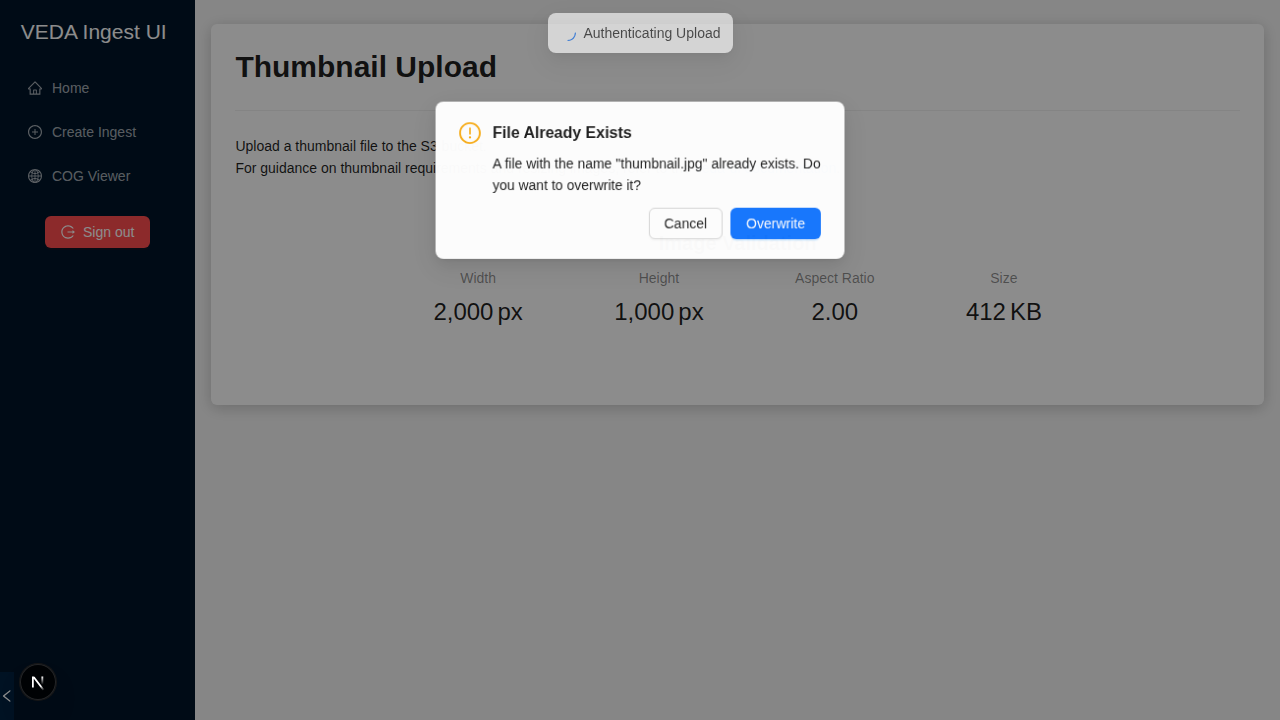 VEDA Ingest UI
Home
Create Ingest
COG Viewer
Sign out
Authenticating Upload
Thumbnail Upload
Upload a thumbnail file to the S3
For guidance on thumbnail requi
File Already Exists
A file with the name "thumbnail.jpg" already exists. Do
you want to overwrite it?
Cancel
Overwrite
Width
Height
Aspect Ratio
Size
2,000 px
1,000 px
2.00
412 KB
N